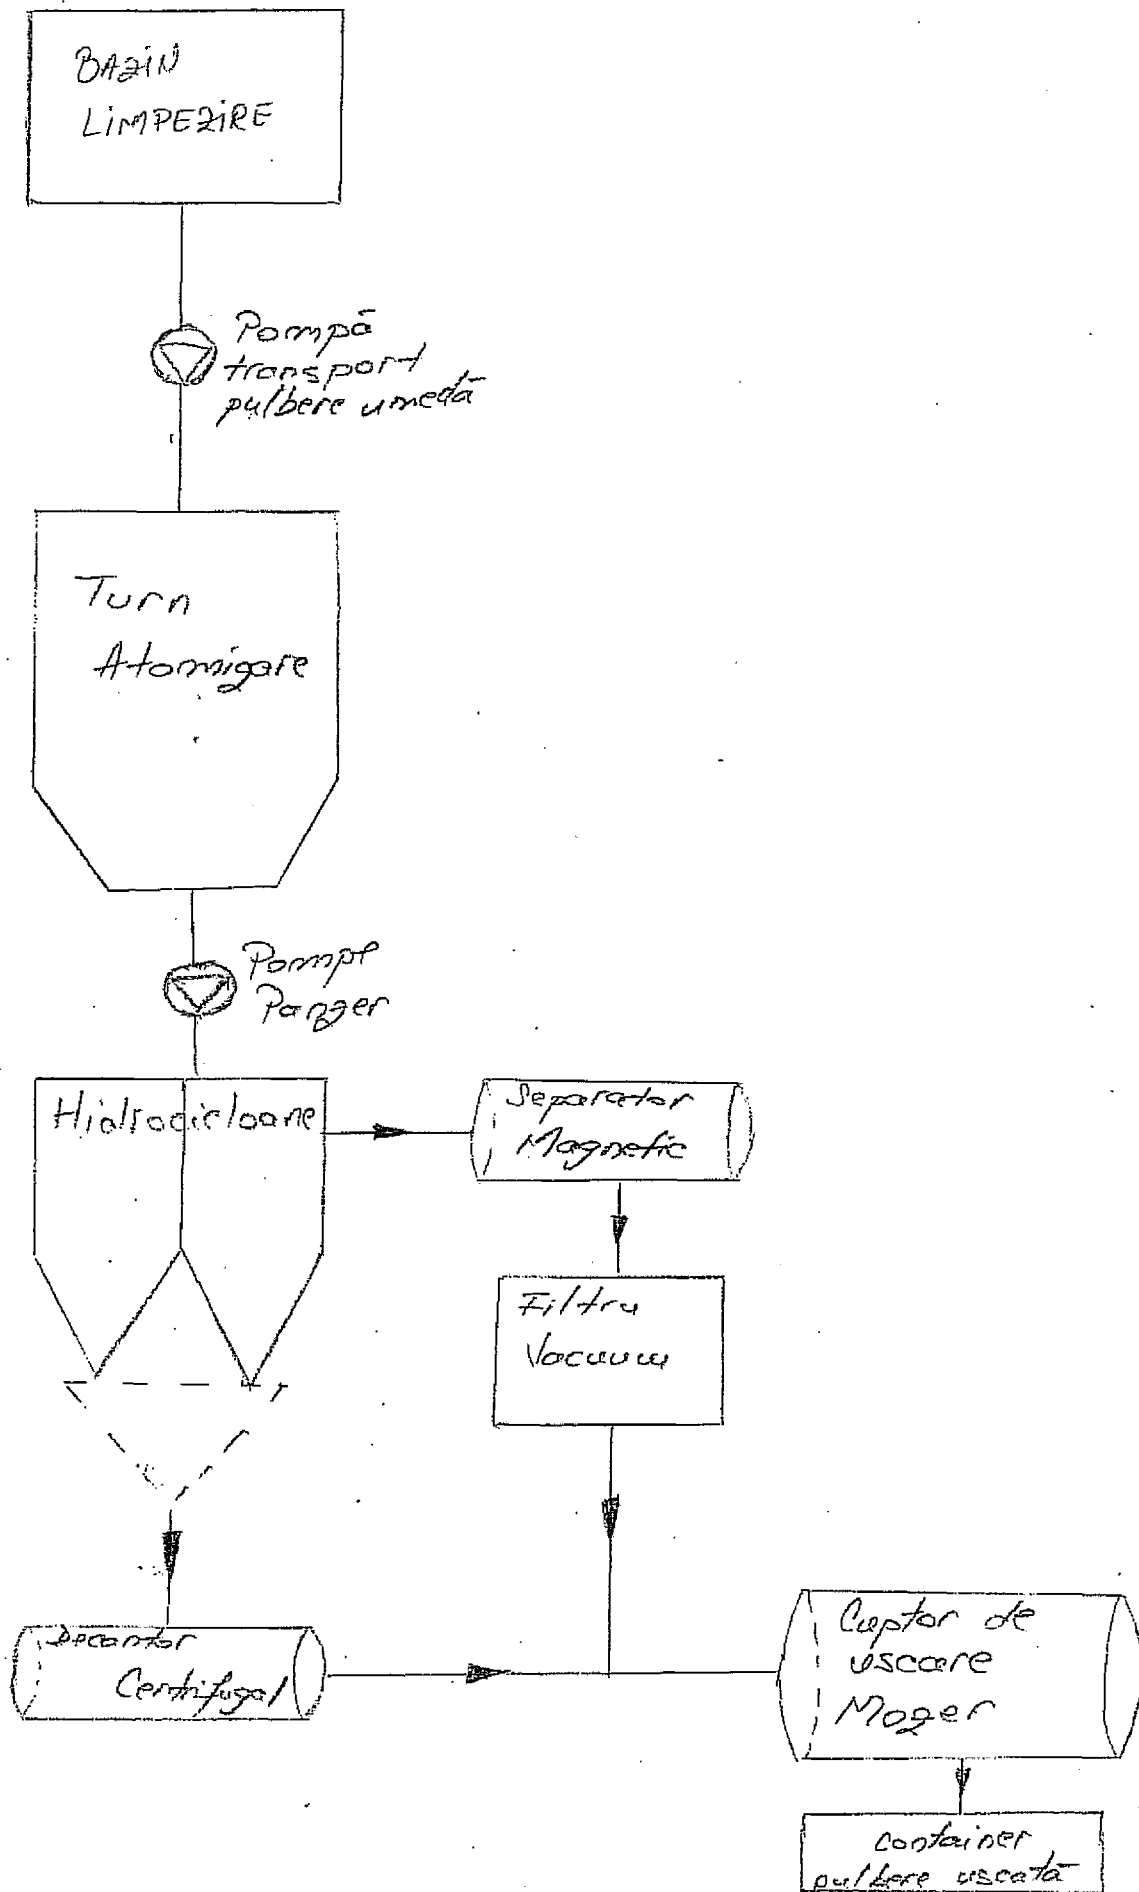 BAZIN
LIMPEZIRE
Pompă
transport
pulbere umedă
Turn
Atomizare
Pompe
Panzer
Hidrocicloane
Separator
Magnetic
Filtru
Vacuum
Decantor
Centrifugal
Cuptor de
uscare
Mozer
container
pulbere uscată